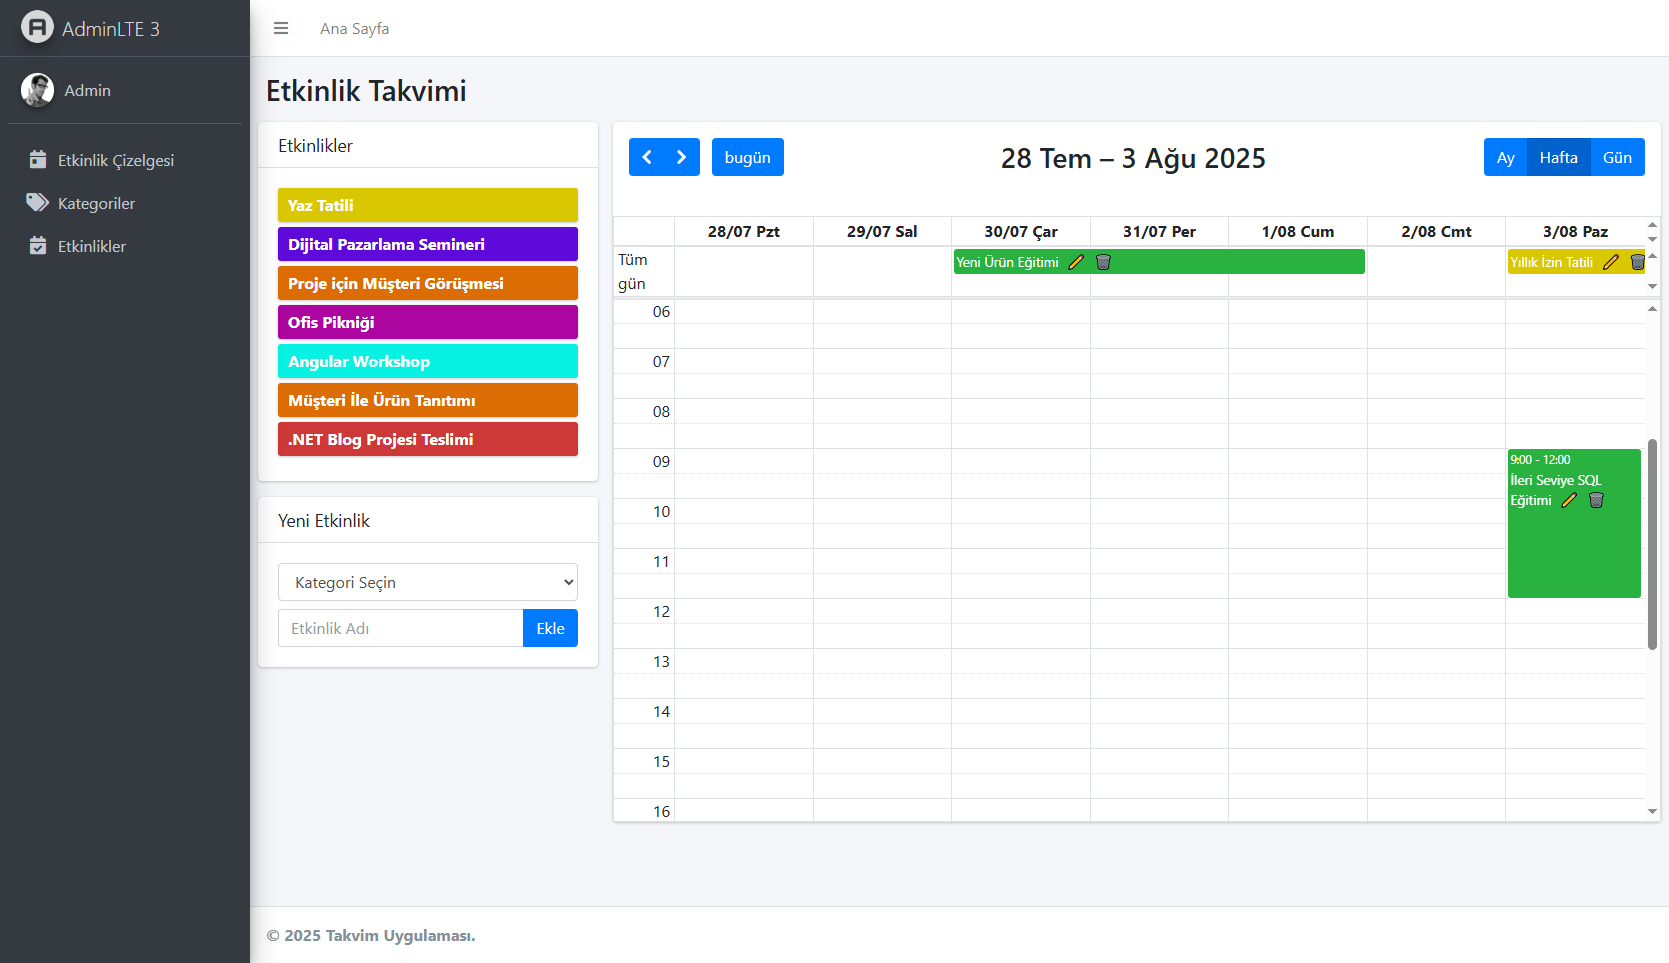 AdminLTE 3
Admin
Etkinlik Çizelgesi
Kategoriler
Etkinlikler
Ana Sayfa
Etkinlik Takvimi
Etkinlikler
Yaz Tatili
Dijital Pazarlama Semineri
Proje için Müşteri Görüşmesi
Ofis Pikniği
Angular Workshop
Müşteri İle Ürün Tanıtımı
.NET Blog Projesi Teslimi
Yeni Etkinlik
Kategori Seçin
Etkinlik Adı
Ekle
bugün
28 Tem – 3 Ağu 2025
Ay Hafta Gün
28/07 Pzt 29/07 Sal 30/07 Çar 31/07 Per 1/08 Cum 2/08 Cmt 3/08 Paz
Tüm
gün
Yeni Ürün Eğitimi
Yıllık İzin Tatili
06
07
08
09
10
11
12
13
14
15
16
9:00 - 12:00
İleri Seviye SQL
Eğitimi
© 2025 Takvim Uygulaması.